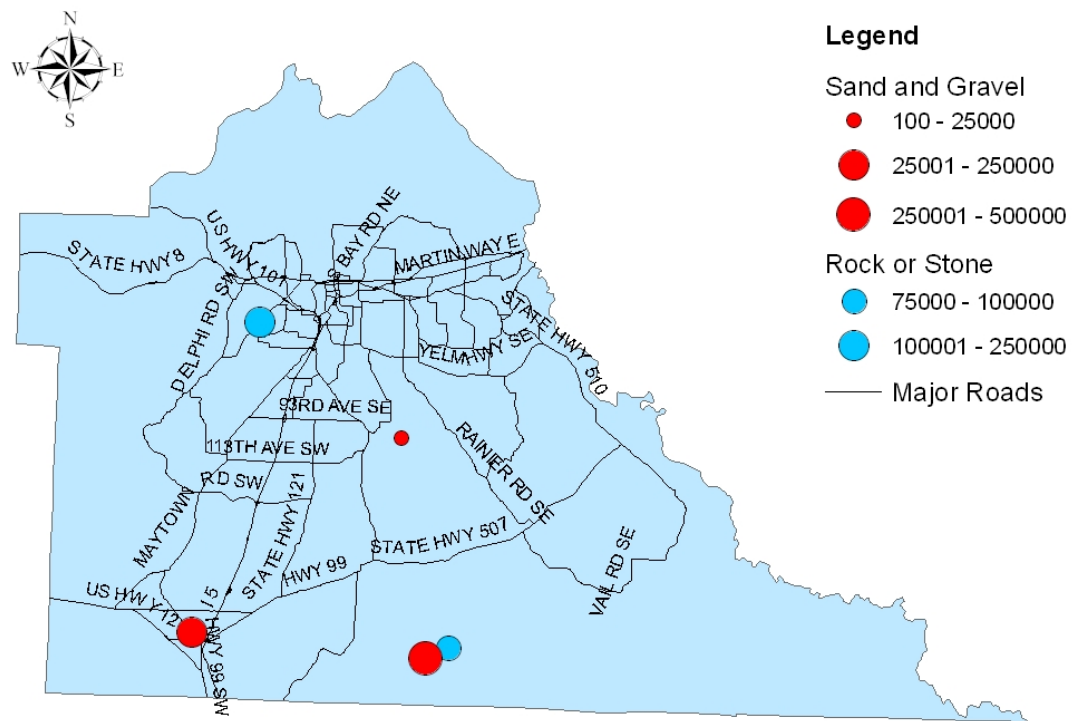 N
W E
S
Legend
Sand and Gravel
100 - 25000
25001 - 250000
250001 - 500000
Rock or Stone
75000 - 100000
100001 - 250000
Major Roads
STATE HWY 8
US HWY 101
S BAY RD NE
MARTIN WAY E
DELPHI RD SW
STATE HWY 510
YELM HWY SE
93RD AVE SE
113TH AVE SW
RAINIER RD SE
RD SW
MAYTOWN
STATE HWY 121
STATE HWY 507
HWY 99
VAIL RD SE
US HWY 12
I 5
HWY 99 SW